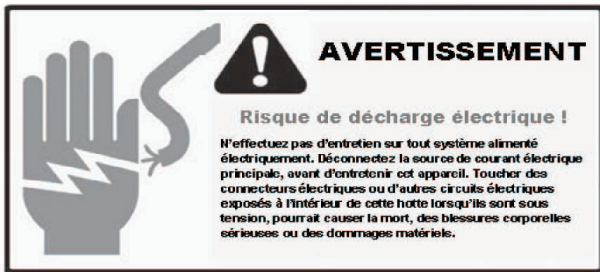 AVERTISSEMENT
Risque de décharge électrique !
N'effectuez pas d'entretien sur tout système alimenté
électriquement. Déconnectez la source de courant électrique
principale, avant d'entretenir cet appareil. Toucher des
connecteurs électriques ou d'autres circuits électriques
exposés à l'intérieur de cette hotte lorsqu'ils sont sous
tension, pourrait causer la mort, des blessures corporelles
sérieuses ou des dommages matériels.